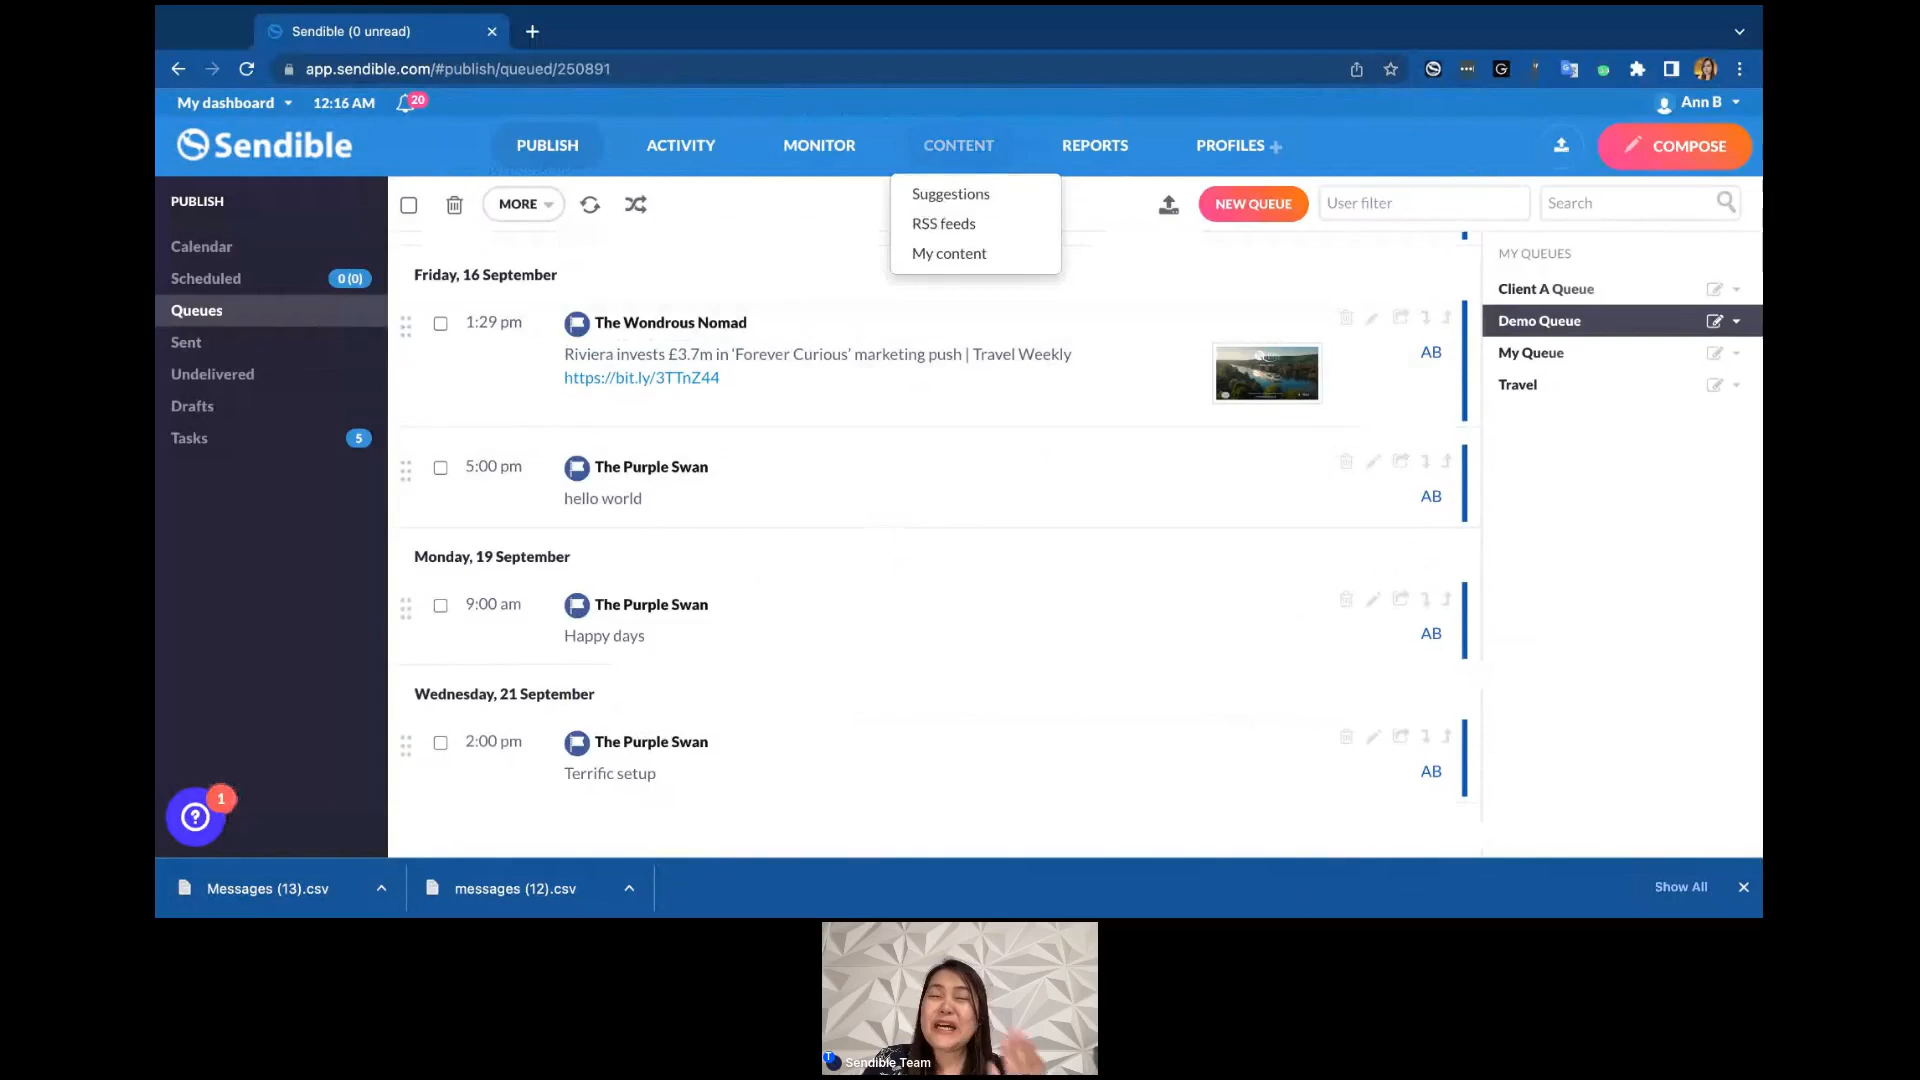 Sendible (0 unread)
app.sendible.com/#publish/queued/250891
My dashboard 12:16 AM 20 Ann B
Sendible PUBLISH ACTIVITY MONITOR CONTENT REPORTS PROFILES COMPOSE
Suggestions
RSS feeds
My content
PUBLISH
Calendar
Scheduled 0 (0)
Queues
Sent
Undelivered
Drafts
Tasks 5
1
MORE NEW QUEUE User filter Search
Friday, 16 September
1:29 pm The Wondrous Nomad
Riviera invests £3.7m in ‘Forever Curious’ marketing push | Travel Weekly
https://bit.ly/3TTnZ44
AB
5:00 pm The Purple Swan
hello world
AB
Monday, 19 September
9:00 am The Purple Swan
Happy days
AB
Wednesday, 21 September
2:00 pm The Purple Swan
Terrific setup
AB
MY QUEUES
Client A Queue
Demo Queue
My Queue
Travel
Messages (13).csv messages (12).csv Show All
Sendible Team